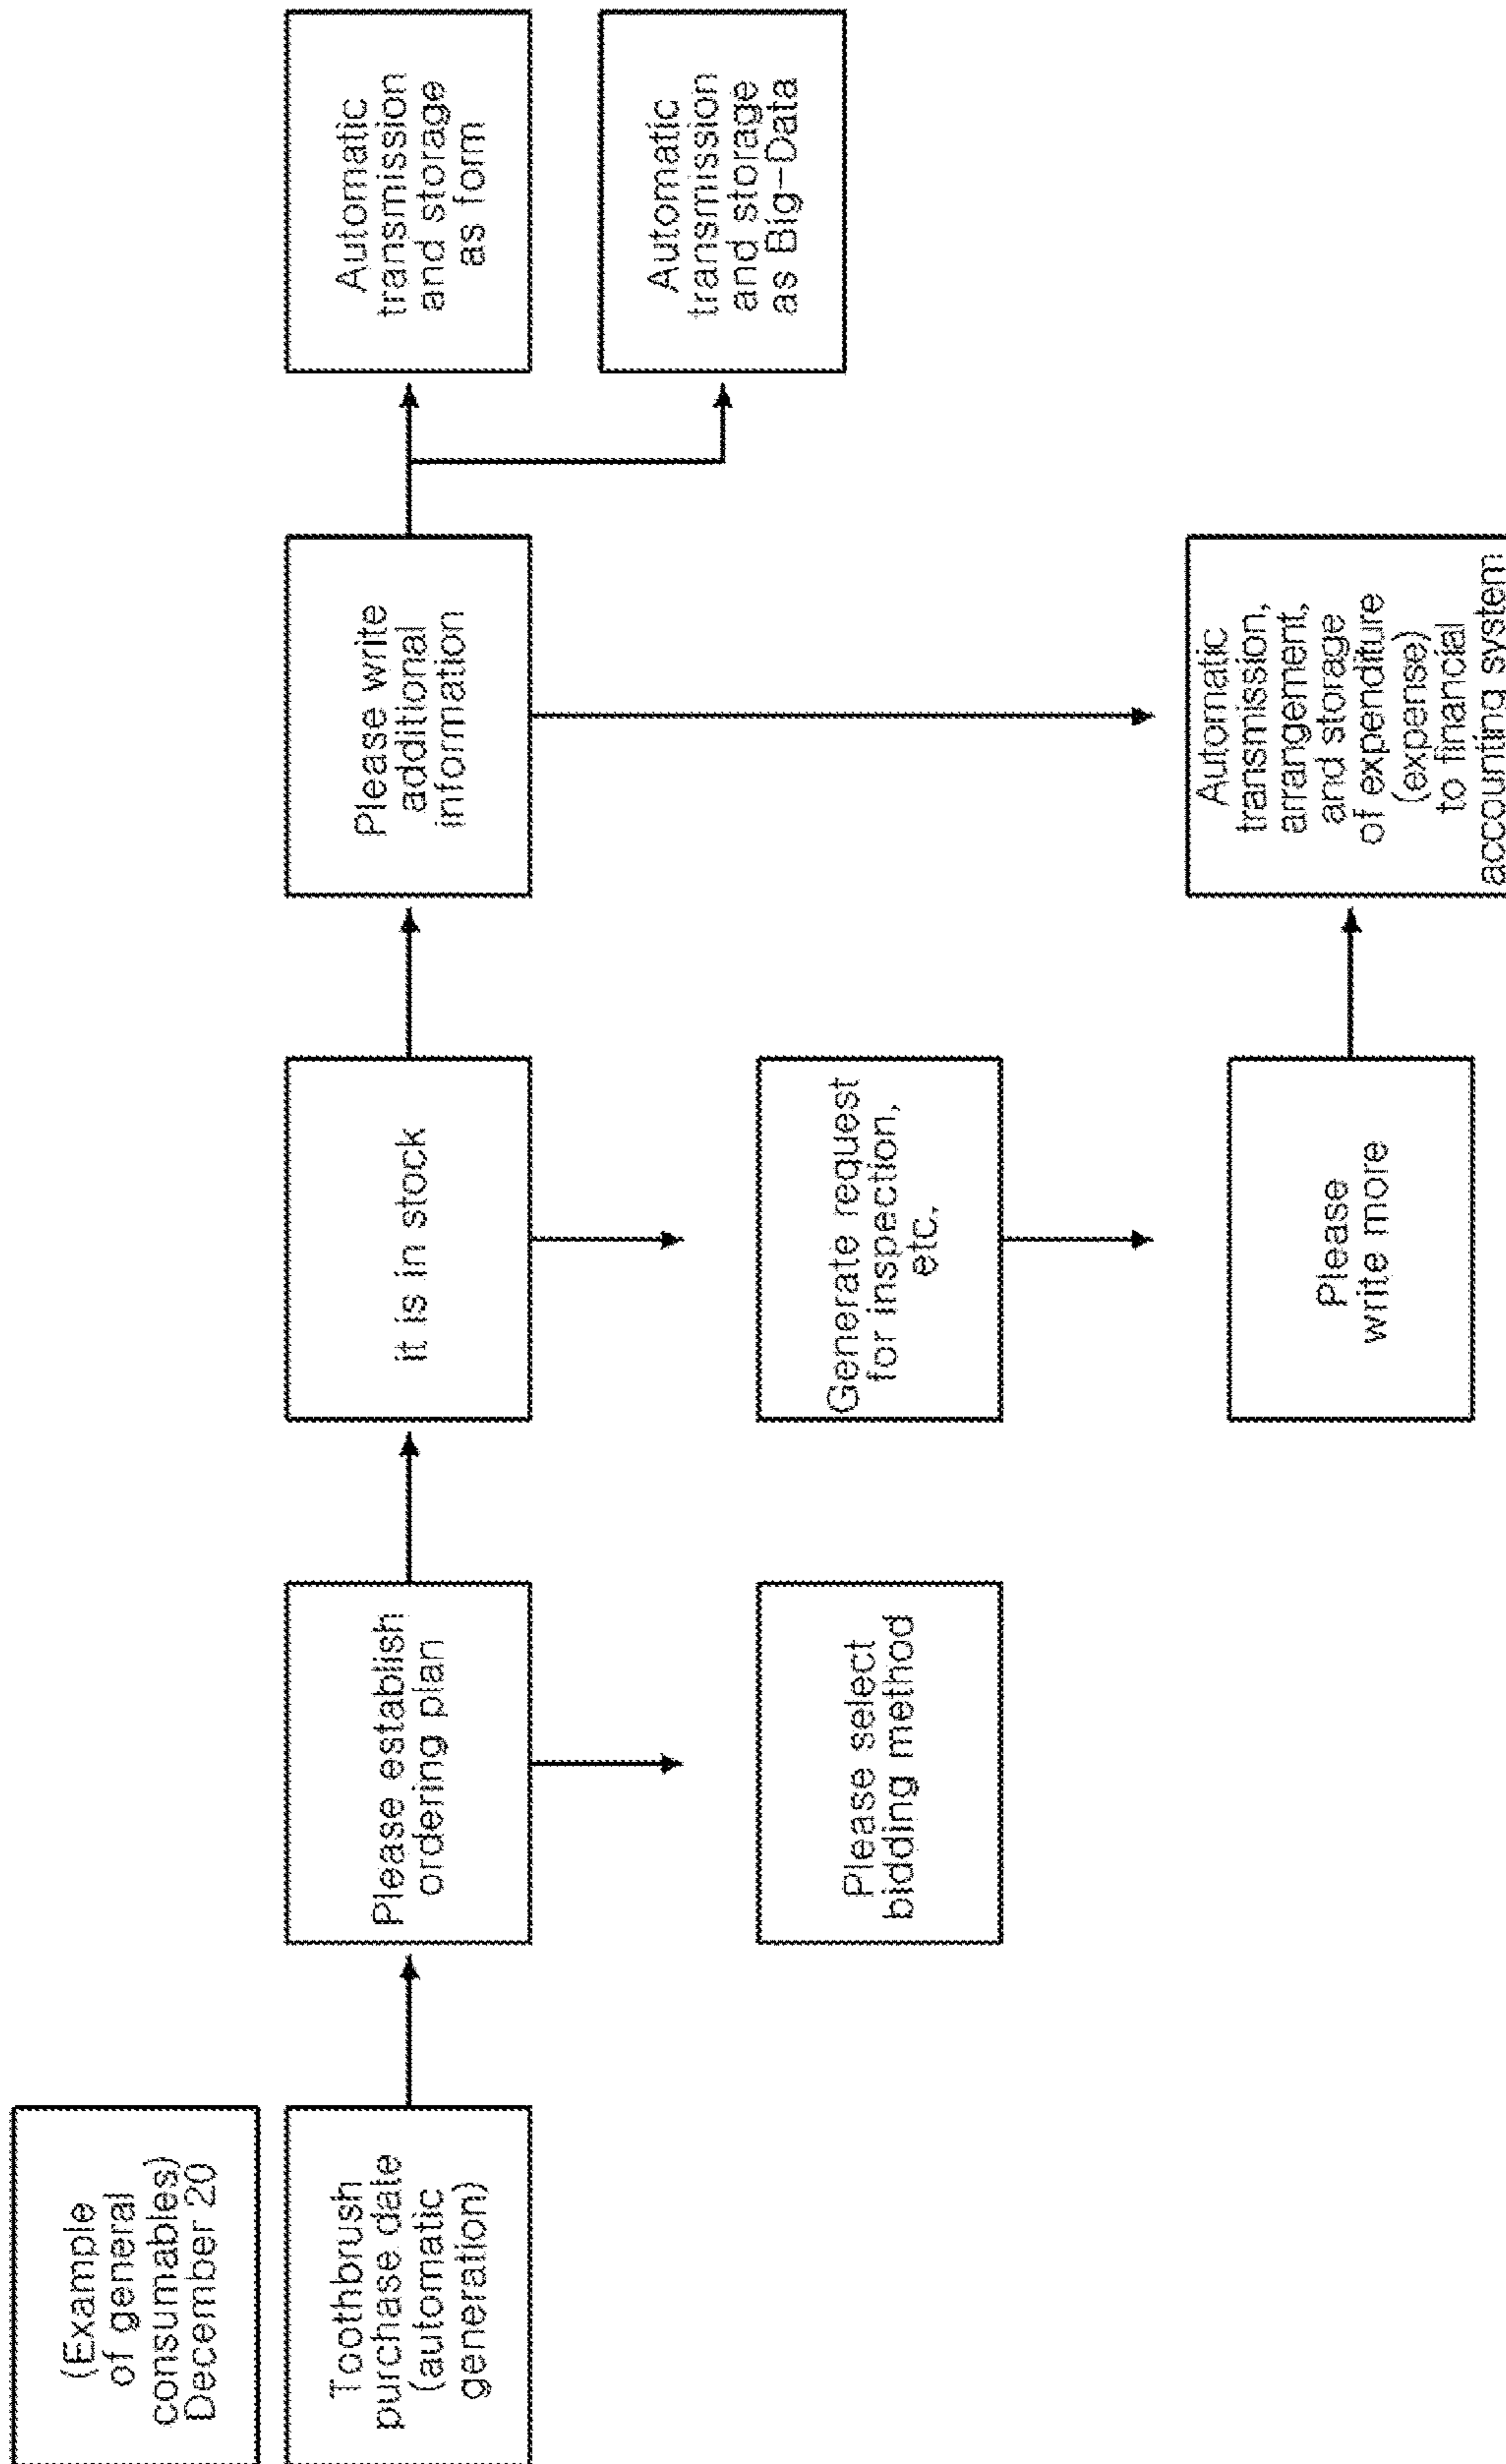 (Example
of general
consumables)
December 20
Toothbrush
purchase date
(automatic
generation)
Please establish
ordering plan
it is in stock
Please write
additional
information
Automatic
transmission
and storage
as form
Automatic
transmission
and storage
as Big-Data
Please select
bidding method
Generate request
for inspection,
etc.
Please
write more
Automatic
transmission,
arrangement,
and storage
of expenditure
(expense)
to financial
accounting system